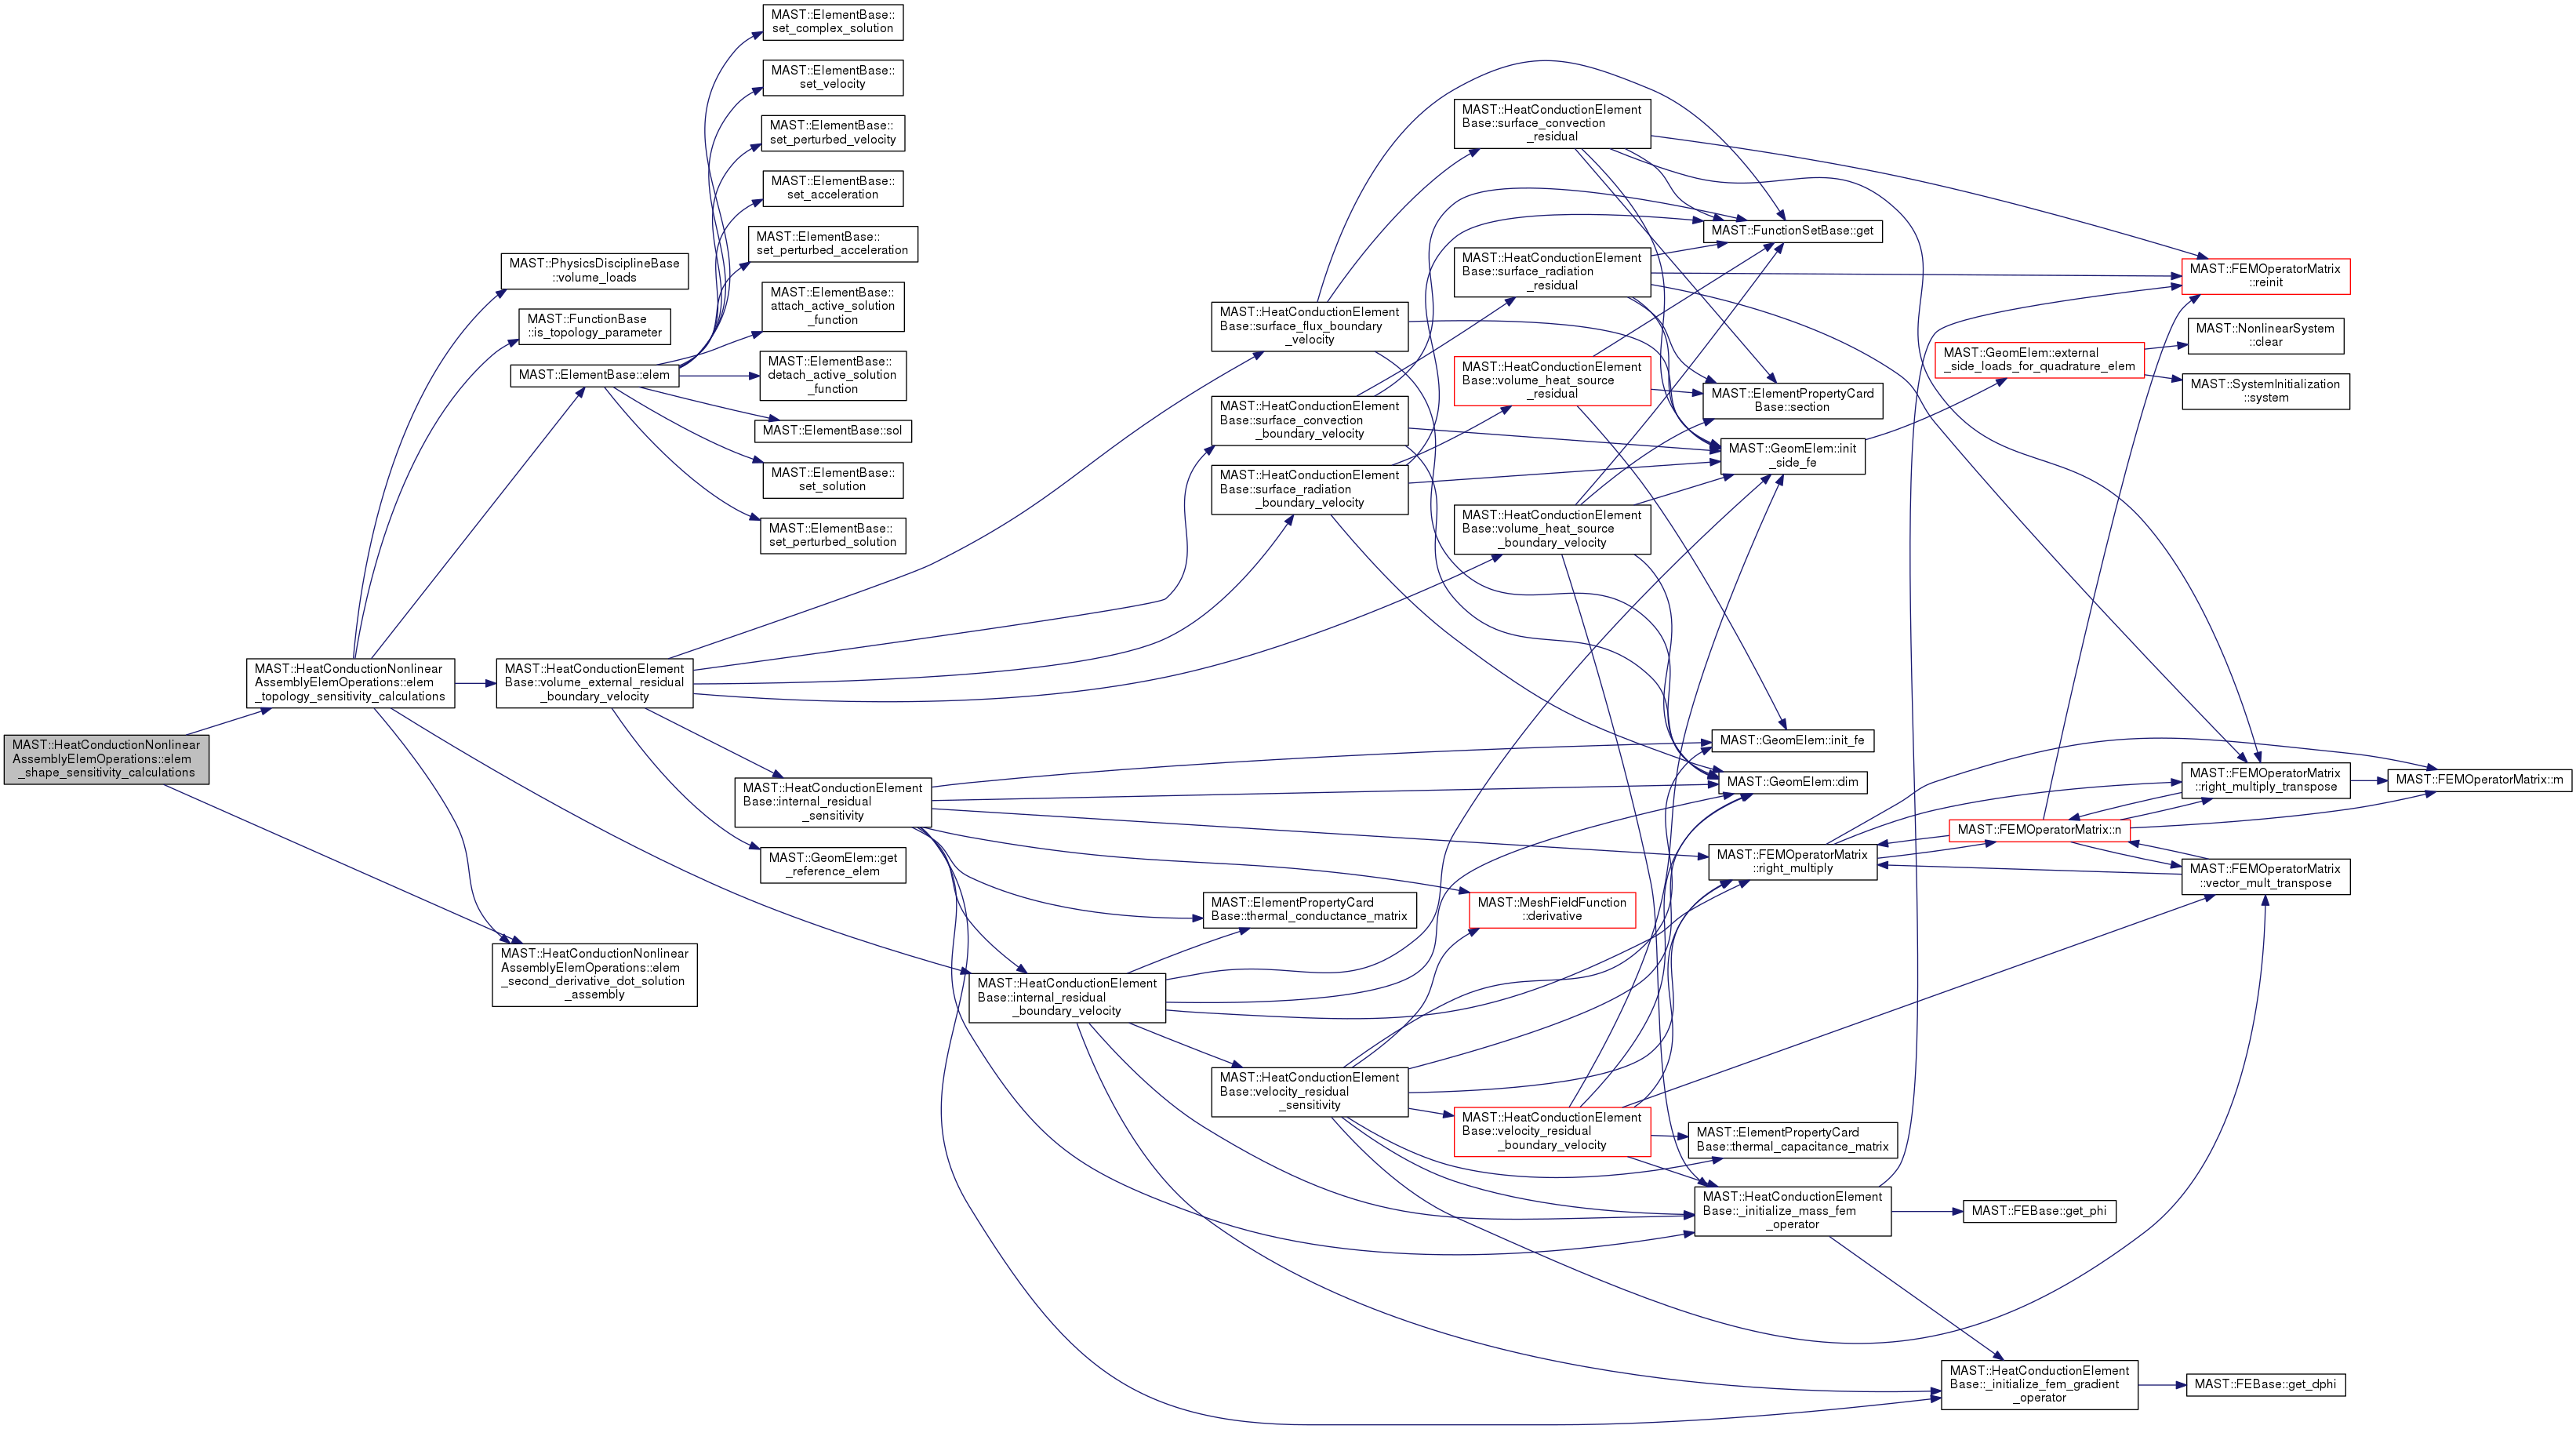 MAST::HeatConductionNonlinear
AssemblyElemOperations::elem
_shape_sensitivity_calculations
MAST::HeatConductionNonlinear
AssemblyElemOperations::elem
_topology_sensitivity_calculations
MAST::PhysicsDisciplineBase
::volume_loads
MAST::FunctionBase
::is_topology_parameter
MAST::ElementBase::elem
MAST::HeatConductionElement
Base::volume_external_residual
_boundary_velocity
MAST::HeatConductionNonlinear
AssemblyElemOperations::elem
_second_derivative_dot_solution
_assembly
MAST::ElementBase::
set_complex_solution
MAST::ElementBase::
set_velocity
MAST::ElementBase::
set_perturbed_velocity
MAST::ElementBase::
set_acceleration
MAST::ElementBase::
set_perturbed_acceleration
MAST::ElementBase::
attach_active_solution
_function
MAST::ElementBase::
detach_active_solution
_function
MAST::ElementBase::sol
MAST::ElementBase::
set_solution
MAST::ElementBase::
set_perturbed_solution
MAST::HeatConductionElement
Base::internal_residual
_sensitivity
MAST::GeomElem::get
_reference_elem
MAST::HeatConductionElement
Base::internal_residual
_boundary_velocity
MAST::HeatConductionElement
Base::surface_flux_boundary
_velocity
MAST::HeatConductionElement
Base::surface_convection
_boundary_velocity
MAST::HeatConductionElement
Base::surface_radiation
_boundary_velocity
MAST::ElementPropertyCard
Base::thermal_conductance_matrix
MAST::HeatConductionElement
Base::velocity_residual
_sensitivity
MAST::HeatConductionElement
Base::surface_convection
_residual
MAST::HeatConductionElement
Base::surface_radiation
_residual
MAST::HeatConductionElement
Base::volume_heat_source
_residual
MAST::HeatConductionElement
Base::volume_heat_source
_boundary_velocity
MAST::MeshFieldFunction
::derivative
MAST::HeatConductionElement
Base::velocity_residual
_boundary_velocity
MAST::FunctionSetBase::get
MAST::ElementPropertyCard
Base::section
MAST::GeomElem::init
_side_fe
MAST::GeomElem::init_fe
MAST::GeomElem::dim
MAST::FEMOperatorMatrix
::right_multiply
MAST::ElementPropertyCard
Base::thermal_capacitance_matrix
MAST::HeatConductionElement
Base::_initialize_mass_fem
_operator
MAST::GeomElem::external
_side_loads_for_quadrature_elem
MAST::FEMOperatorMatrix::n
MAST::FEBase::get_phi
MAST::HeatConductionElement
Base::_initialize_fem_gradient
_operator
MAST::FEMOperatorMatrix
::reinit
MAST::NonlinearSystem
::clear
MAST::SystemInitialization
::system
MAST::FEMOperatorMatrix
::right_multiply_transpose
MAST::FEMOperatorMatrix
::vector_mult_transpose
MAST::FEBase::get_dphi
MAST::FEMOperatorMatrix::m